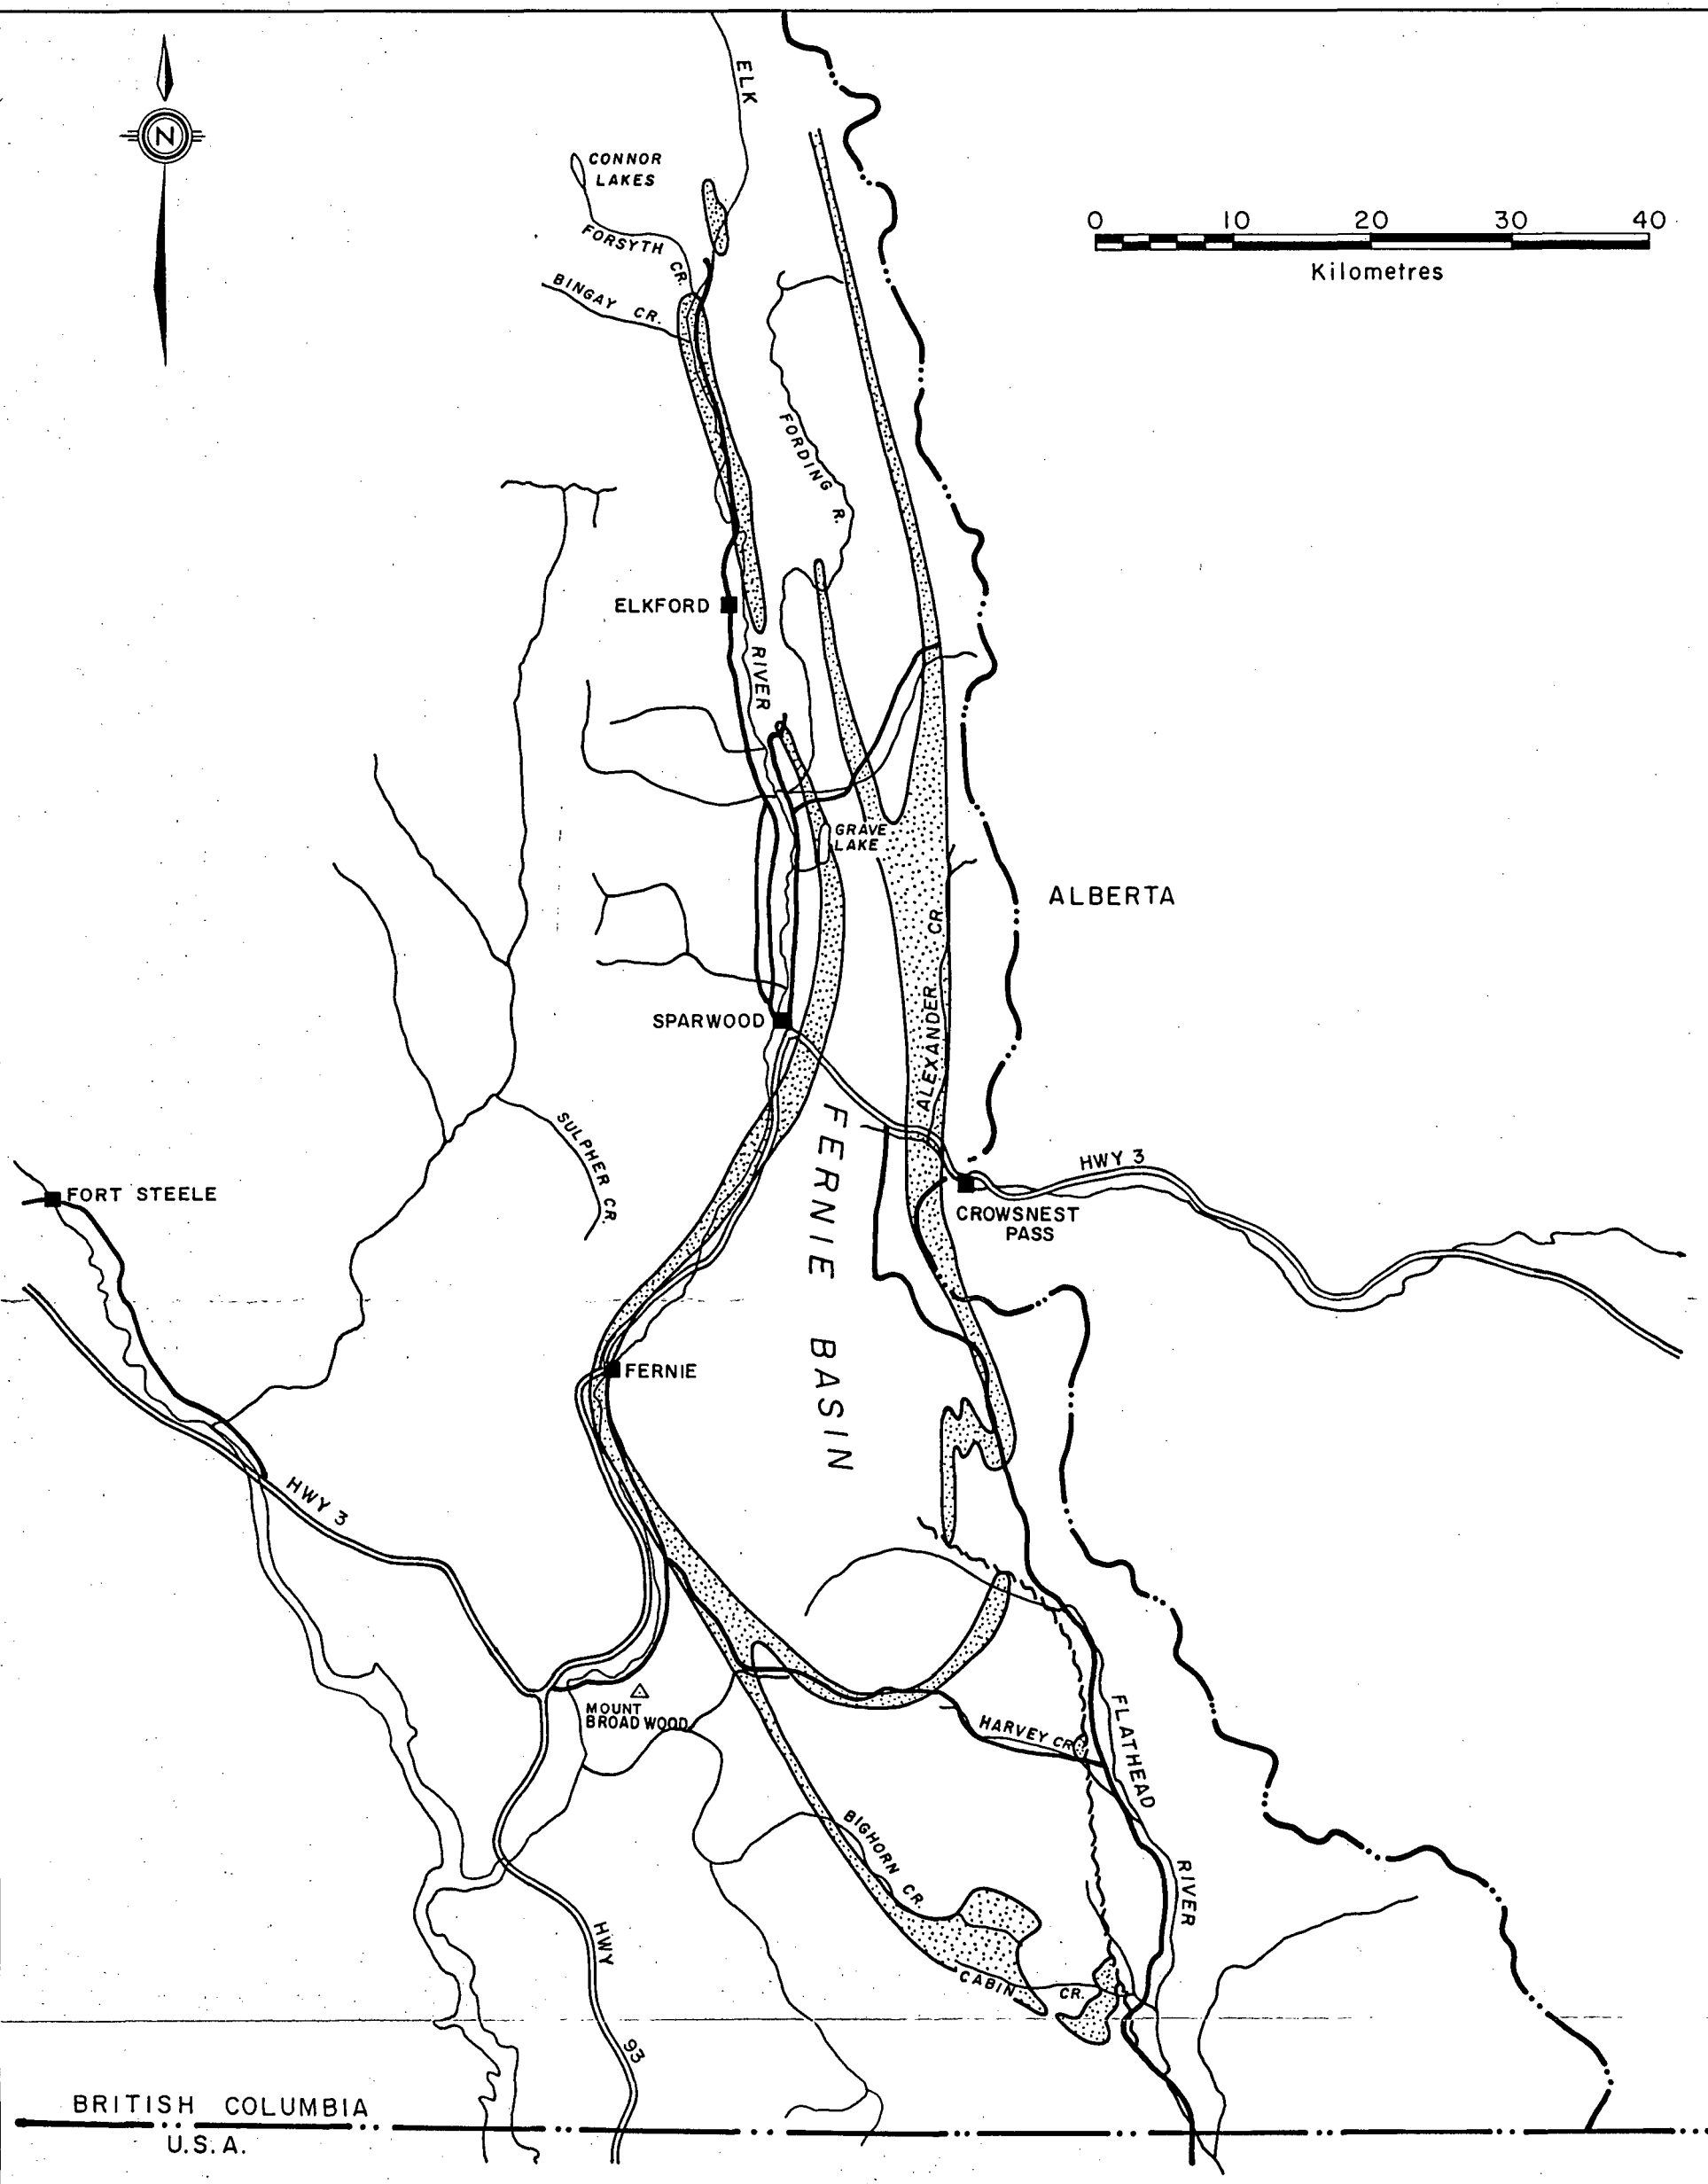 ELK
N
CONNOR
LAKES
FORSYTH CR.
BINGAY CR.
0 10 20 30 40
Kilometres
FORDING R.
ELKFORD
RIVER
GRAVE
LAKE
ALBERTA
ALEXANDER CR
SPARWOOD
SULPHER CR.
FERNIE BASIN
HWY 3
FORT STEELE
CROWSNEST
PASS
FERNIE
HWY 3
MOUNT
BROADWOOD
HARVEY CR
FLATHEAD
RIVER
BIGHORN CR.
CABIN CR.
HWY
93
BRITISH COLUMBIA
U.S.A.